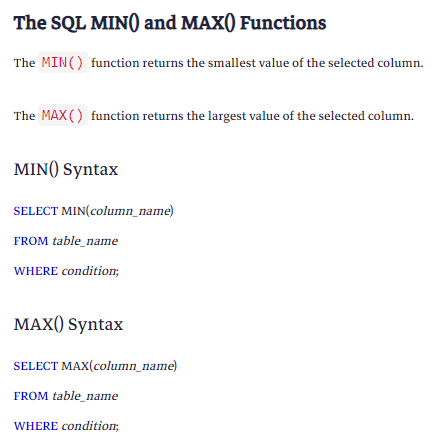 The SQL MIN() and MAX() Functions
The MIN() function returns the smallest value of the selected column.
The MAX() function returns the largest value of the selected column.
MIN() Syntax
SELECT MIN(column_name)
FROM table_name
WHERE condition;
MAX() Syntax
SELECT MAX(column_name)
FROM table_name
WHERE condition;